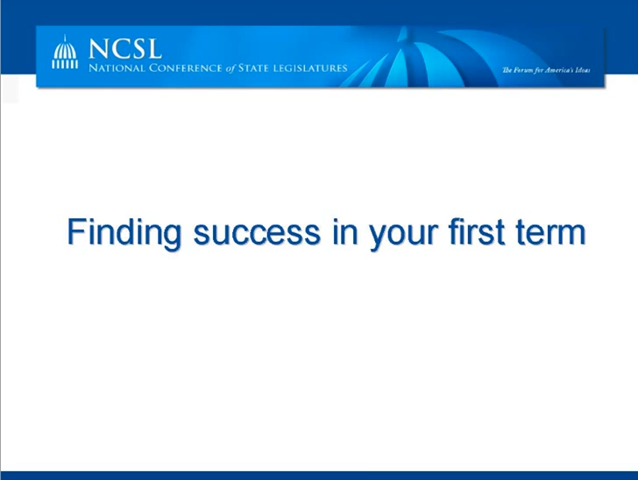 NCSL
NATIONAL CONFERENCE of STATE LEGISLATURES
The Forum for America's Ideas
Finding success in your first term